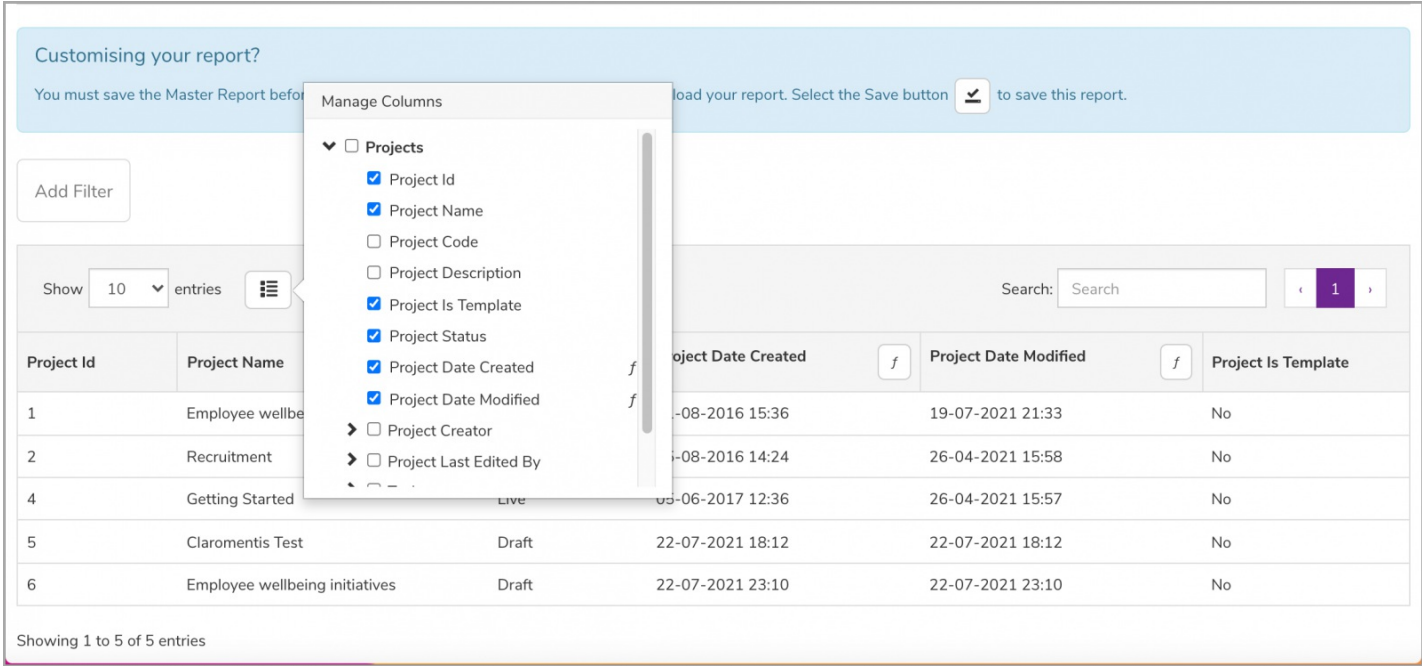 Customising your report?
You must save the Master Report load your report. Select the Save button to save this report.
Manage Columns
Projects
Project Id
Project Name
Project Code
Project Description
Project Is Template
Project Status
Project Date Created ƒ
Project Date Modified ƒ
Project Creator
Project Last Edited By
Add Filter
Show 10 entries
Search: Search ‹ 1 ›
Project Id Project Name Project Date Created ƒ Project Date Modified ƒ Project Is Template
1 Employee -08-2016 15:36 19-07-2021 21:33 No
2 Recruitment -08-2016 14:24 26-04-2021 15:58 No
4 Getting Started Live 05-06-2017 12:36 26-04-2021 15:57 No
5 Claromentis Test Draft 22-07-2021 18:12 22-07-2021 18:12 No
6 Employee wellbeing initiatives Draft 22-07-2021 23:10 22-07-2021 23:10 No
Showing 1 to 5 of 5 entries